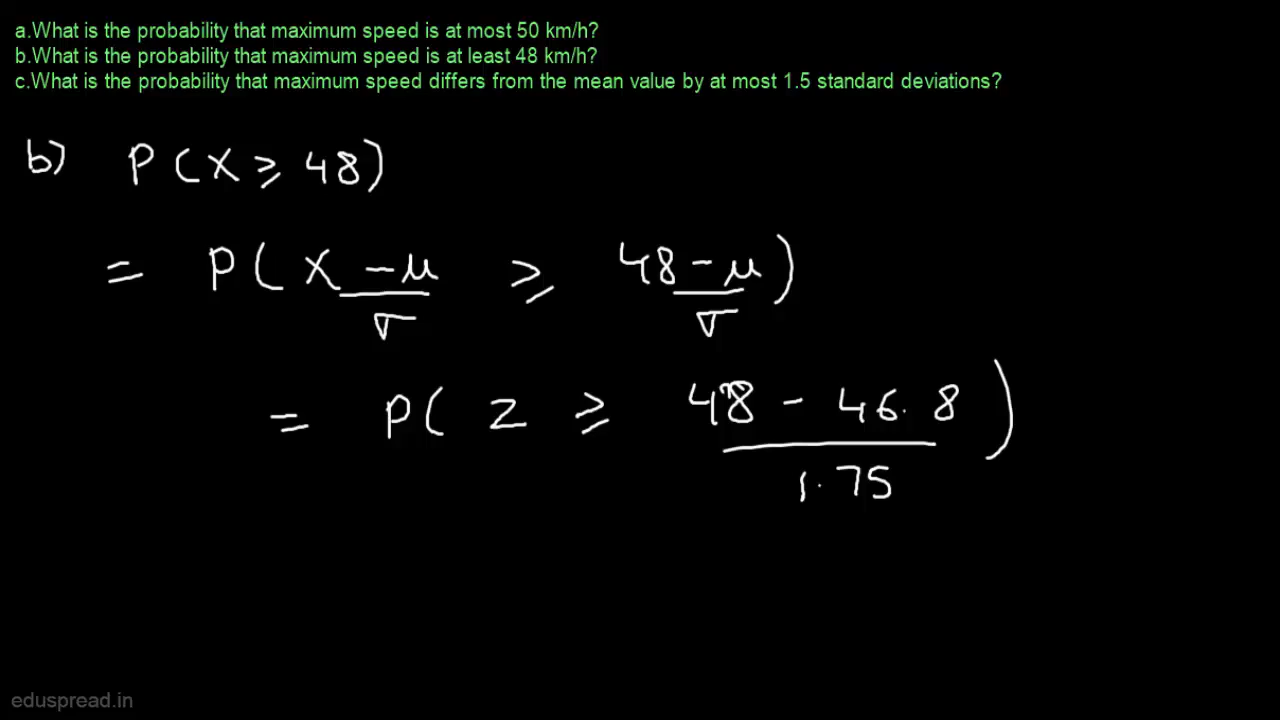 a.What is the probability that maximum speed is at most 50 km/h?
b.What is the probability that maximum speed is at least 48 km/h?
c.What is the probability that maximum speed differs from the mean value by at most 1.5 standard deviations?
b) P(X ≥ 48)
= P( X - μ / σ ≥ 48 - μ / σ )
= P( Z ≥ 48 - 46.8 / 1.75 )
eduspread.in